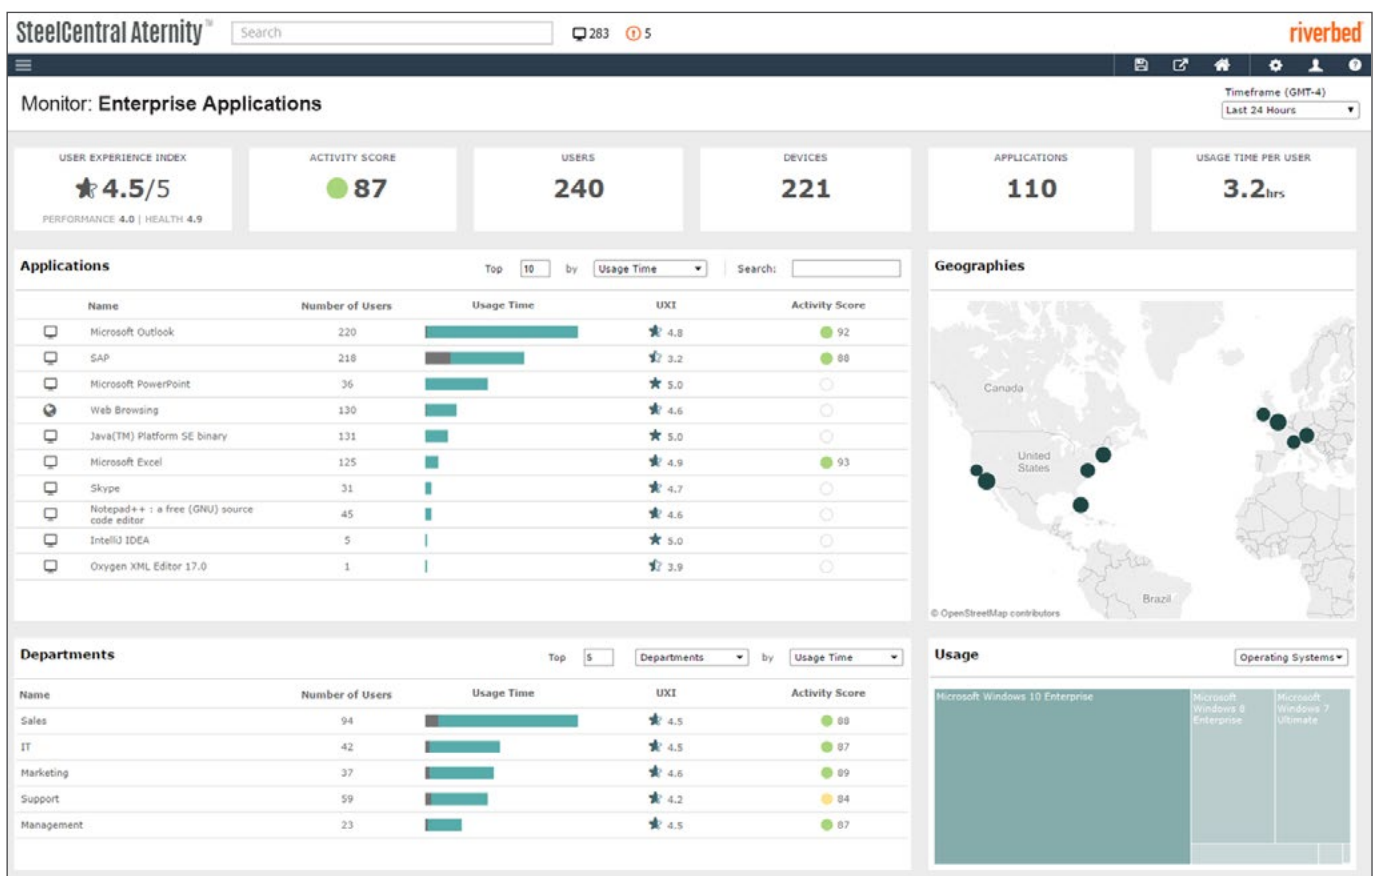 SteelCentral Aternity™
Search
283
5
riverbed
Monitor: Enterprise Applications
Timeframe (GMT-4)
Last 24 Hours
USER EXPERIENCE INDEX
4.5/5
PERFORMANCE 4.0 | HEALTH 4.9
ACTIVITY SCORE
87
USERS
240
DEVICES
221
APPLICATIONS
110
USAGE TIME PER USER
3.2hrs
Applications
Top 10 by Usage Time Search:
Name Number of Users Usage Time UXI Activity Score
Microsoft Outlook 220 4.8 92
SAP 218 3.2 88
Microsoft PowerPoint 36 5.0
Web Browsing 130 4.6
Java(TM) Platform SE binary 131 5.0
Microsoft Excel 125 4.9 93
Skype 31 4.7
Notepad++ : a free (GNU) source
code editor 45 4.6
IntelliJ IDEA 5 5.0
Oxygen XML Editor 17.0 1 3.9
Geographies
Canada
United
States
Brazil
© OpenStreetMap contributors
Departments
Top 5 Departments by Usage Time
Name Number of Users Usage Time UXI Activity Score
Sales 94 4.5 88
IT 42 4.5 87
Marketing 37 4.6 89
Support 59 4.2 84
Management 23 4.5 87
Usage
Operating Systems
Microsoft Windows 10 Enterprise
Microsoft
Windows 8
Enterprise
Microsoft
Windows 7
Ultimate